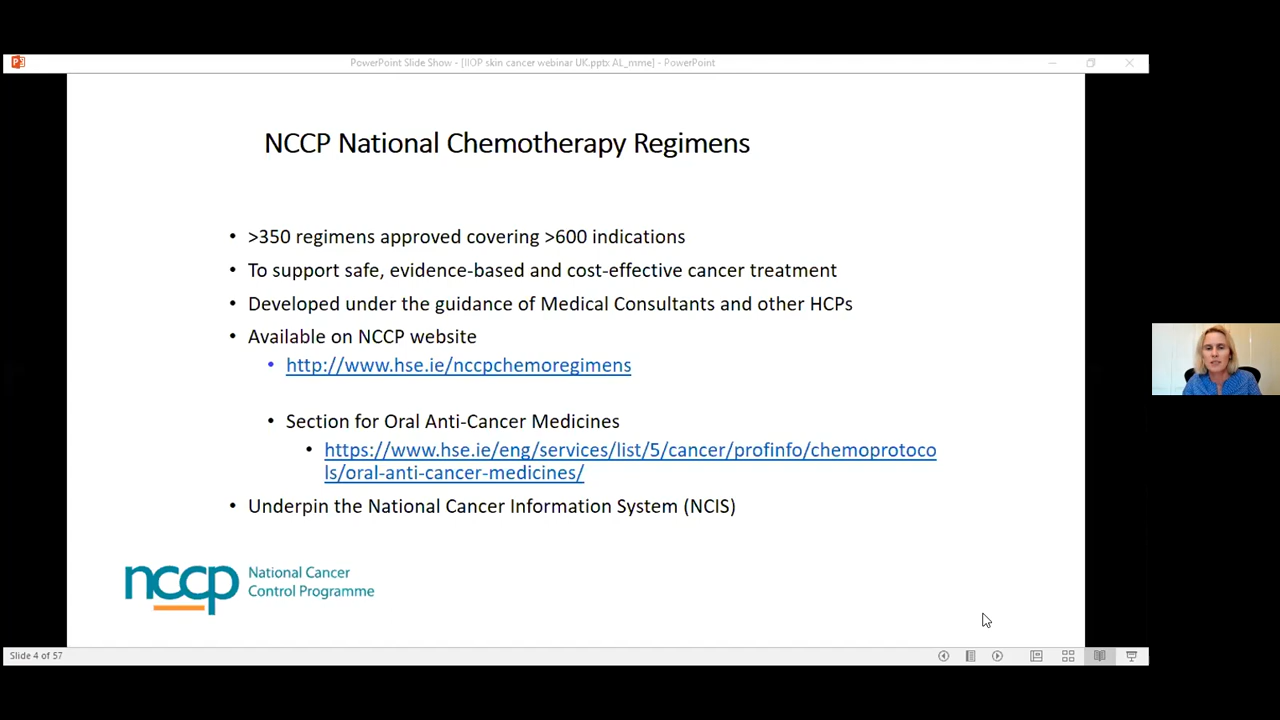 PowerPoint Slide Show - [IIOP skin cancer webinar UK.pptx AL_mme] - PowerPoint
NCCP National Chemotherapy Regimens
• >350 regimens approved covering >600 indications
• To support safe, evidence-based and cost-effective cancer treatment
• Developed under the guidance of Medical Consultants and other HCPs
• Available on NCCP website
• http://www.hse.ie/nccpchemoregimens
• Section for Oral Anti-Cancer Medicines
• https://www.hse.ie/eng/services/list/5/cancer/profinfo/chemoprotoco
ls/oral-anti-cancer-medicines/
• Underpin the National Cancer Information System (NCIS)
nccp National Cancer
Control Programme
Slide 4 of 57